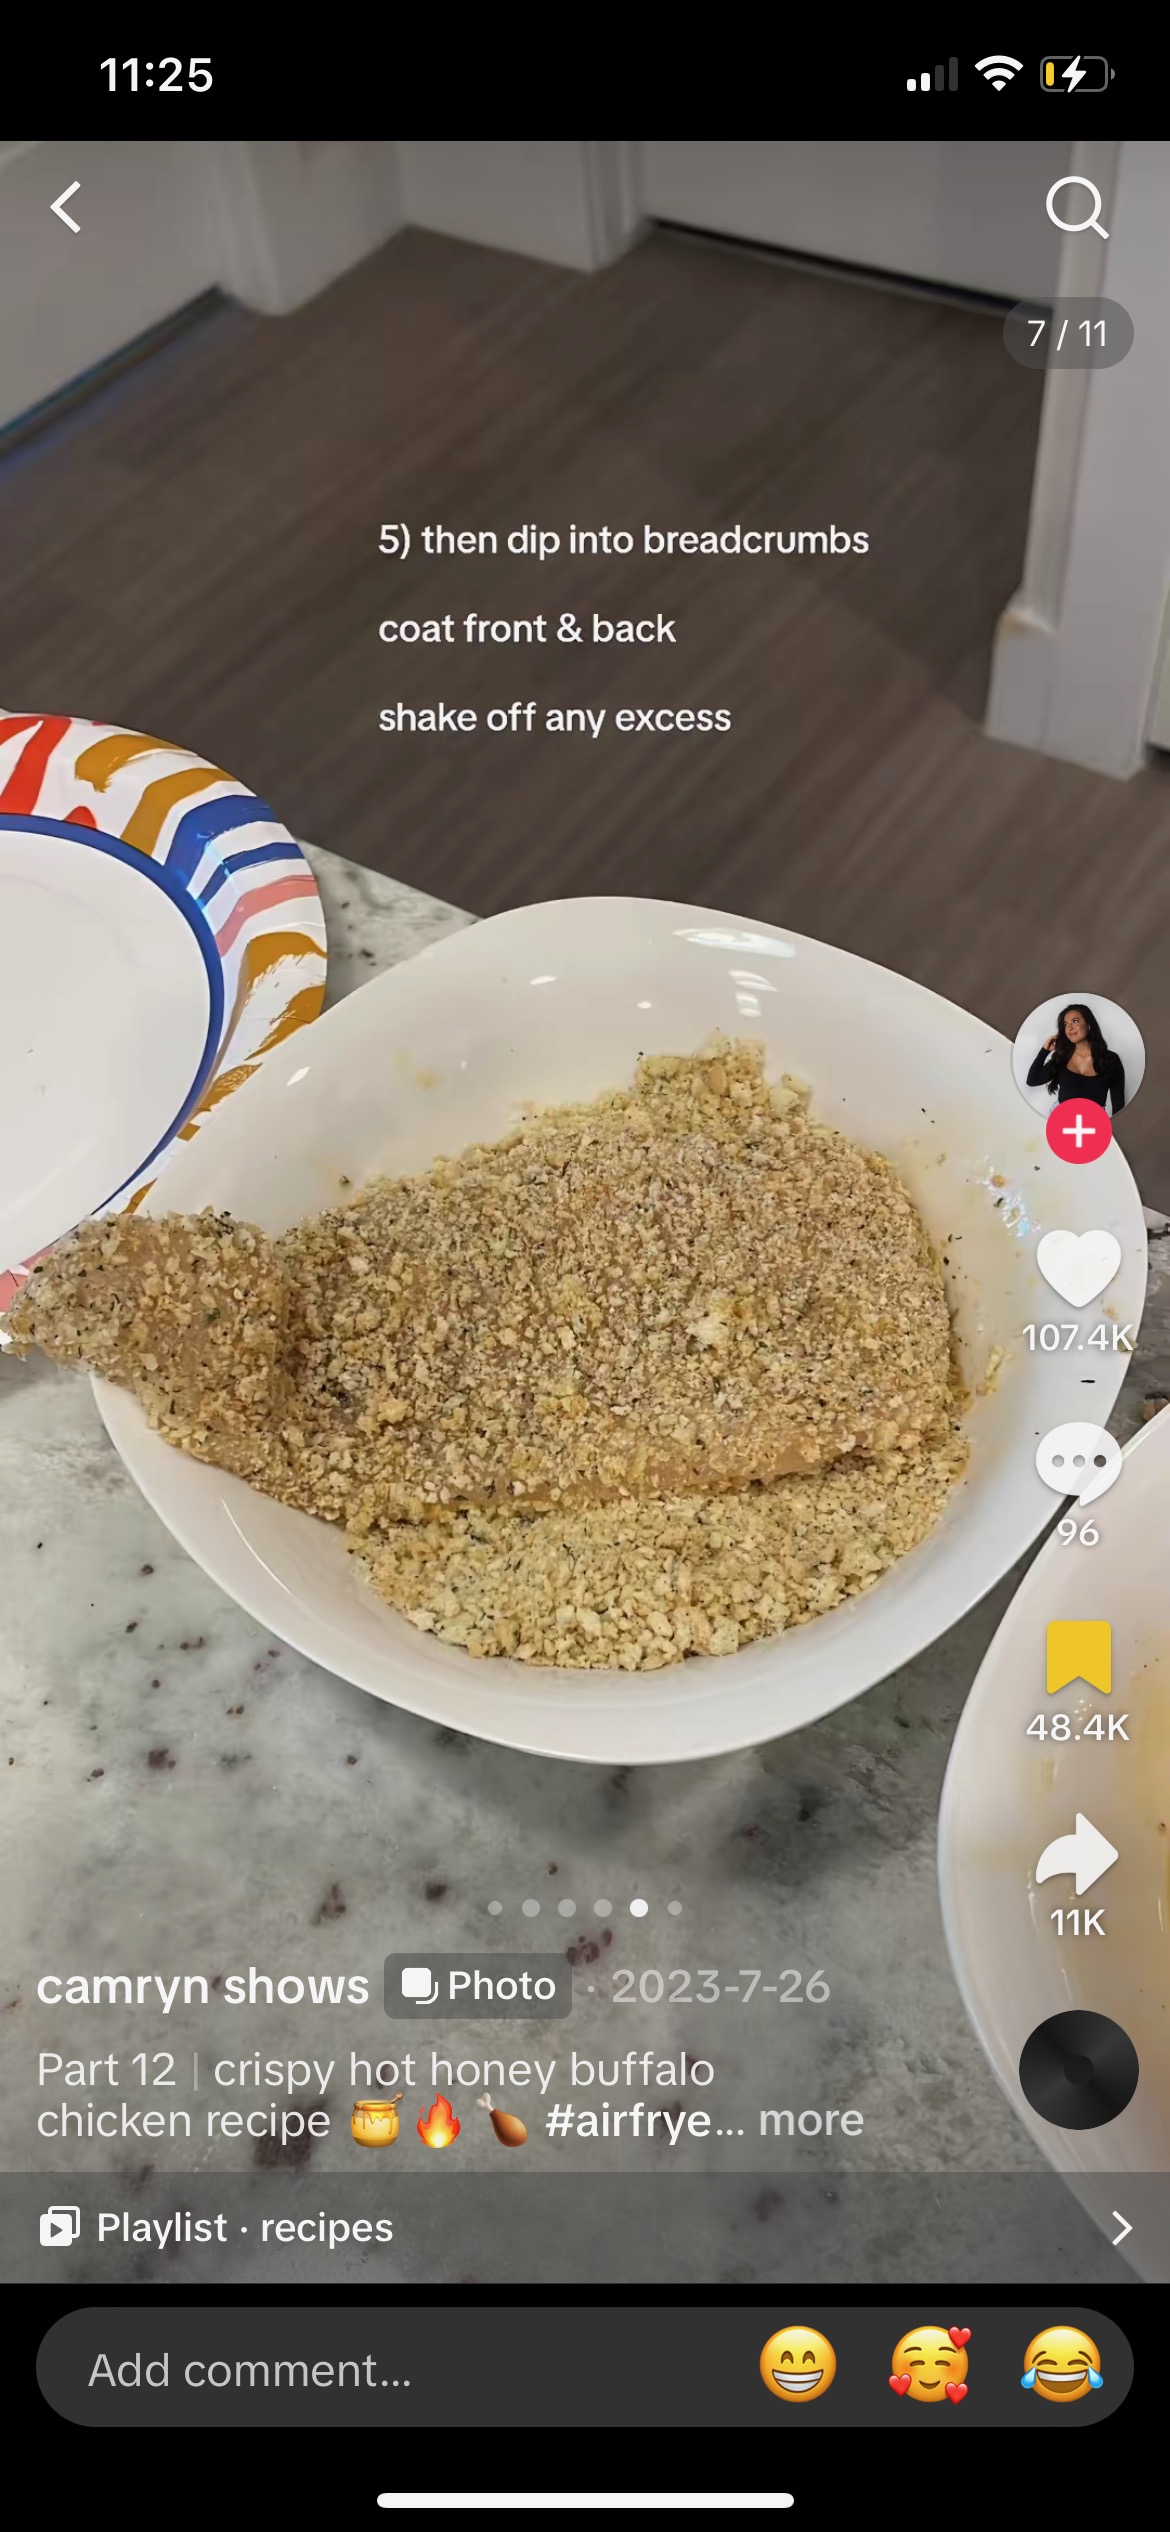 11:25
7 / 11
5) then dip into breadcrumbs
coat front & back
shake off any excess
107.4K
96
48.4K
11K
camryn shows Photo · 2023-7-26
Part 12 | crispy hot honey buffalo
chicken recipe 🍯 🔥 🍗 #airfrye... more
Playlist · recipes
Add comment...